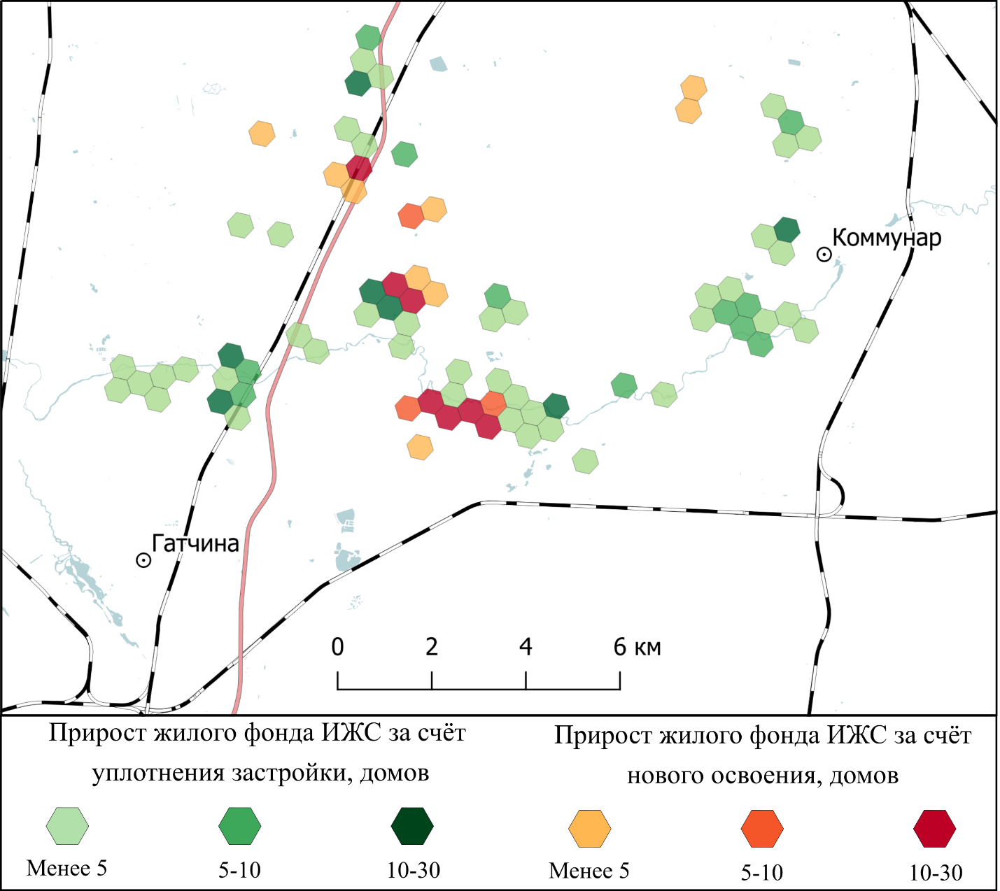 Коммунар
Гатчина
0 2 4 6 км
Прирост жилого фонда ИЖС за счёт
уплотнения застройки, домов
Менее 5
5-10
10-30
Прирост жилого фонда ИЖС за счёт
нового освоения, домов
Менее 5
5-10
10-30